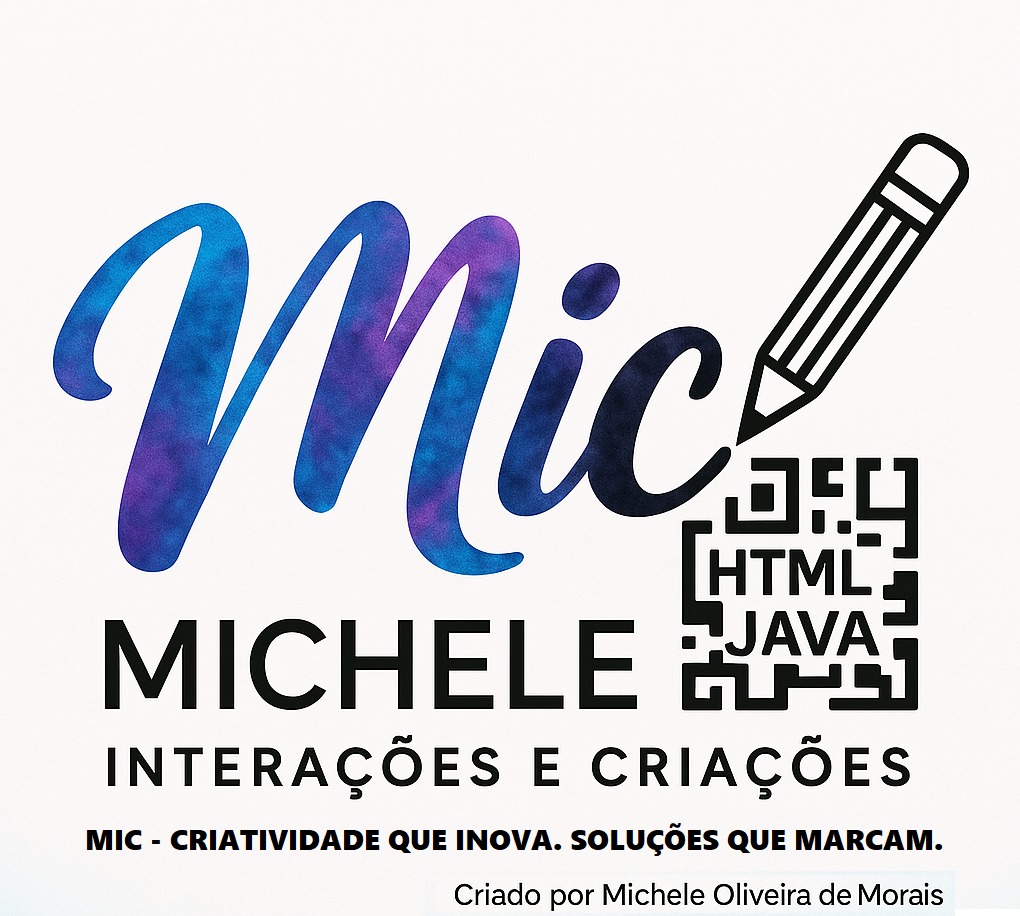 Mic
HTML
JAVA
MICHELE
INTERAÇÕES E CRIAÇÕES
MIC - CRIATIVIDADE QUE INOVA. SOLUÇÕES QUE MARCAM.
Criado por Michele Oliveira de Morais